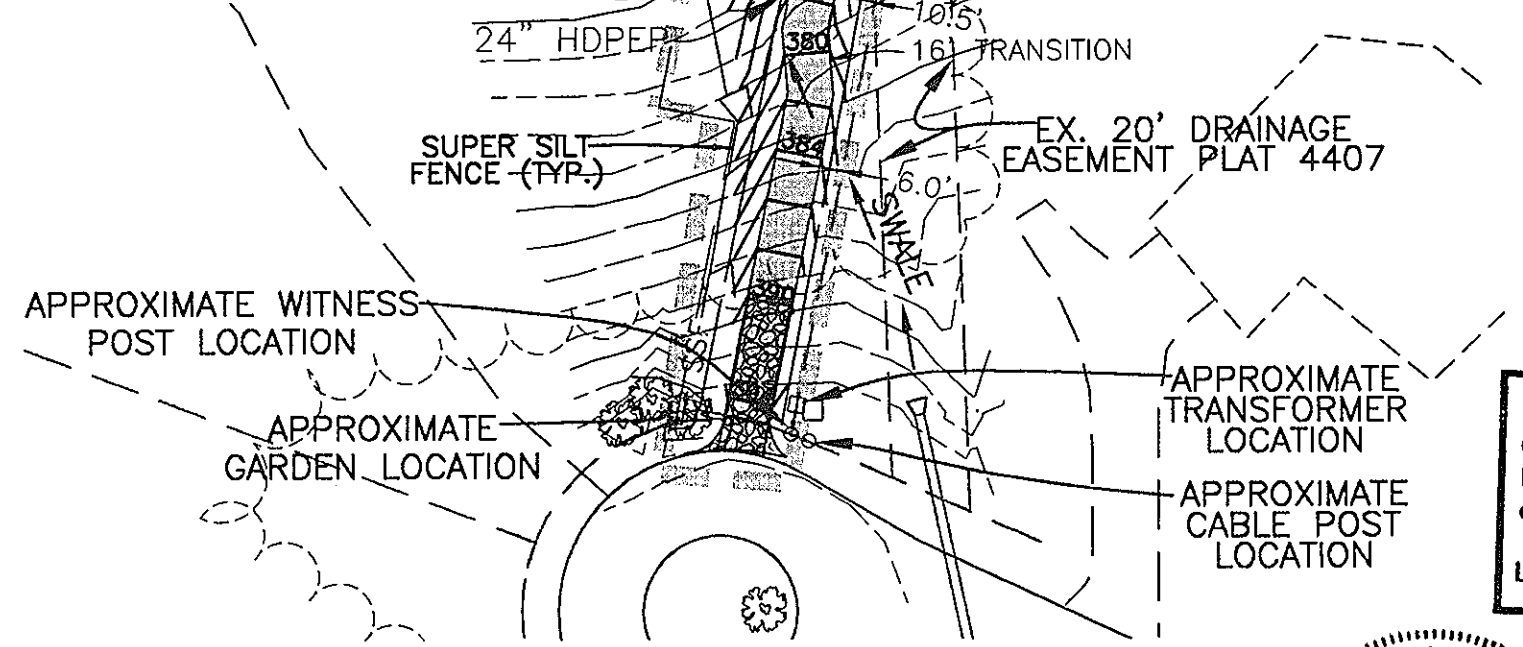 10.5'
24" HDPEP
380
16' TRANSITION
EX. 20' DRAINAGE
EASEMENT PLAT 4407
SUPER SILT
FENCE (TYP.)
384
6.0'
SWALE
390
APPROXIMATE WITNESS
POST LOCATION
APPROXIMATE
TRANSFORMER
LOCATION
APPROXIMATE
GARDEN LOCATION
APPROXIMATE
CABLE POST
LOCATION